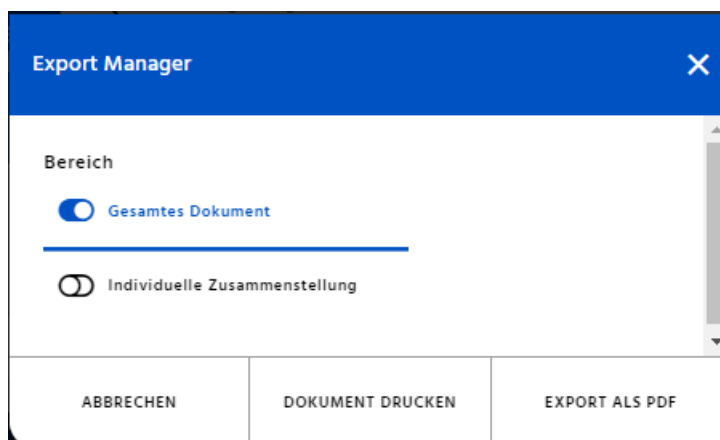 Export Manager
Bereich
Gesamtes Dokument
Individuelle Zusammenstellung
ABBRECHEN
DOKUMENT DRUCKEN
EXPORT ALS PDF